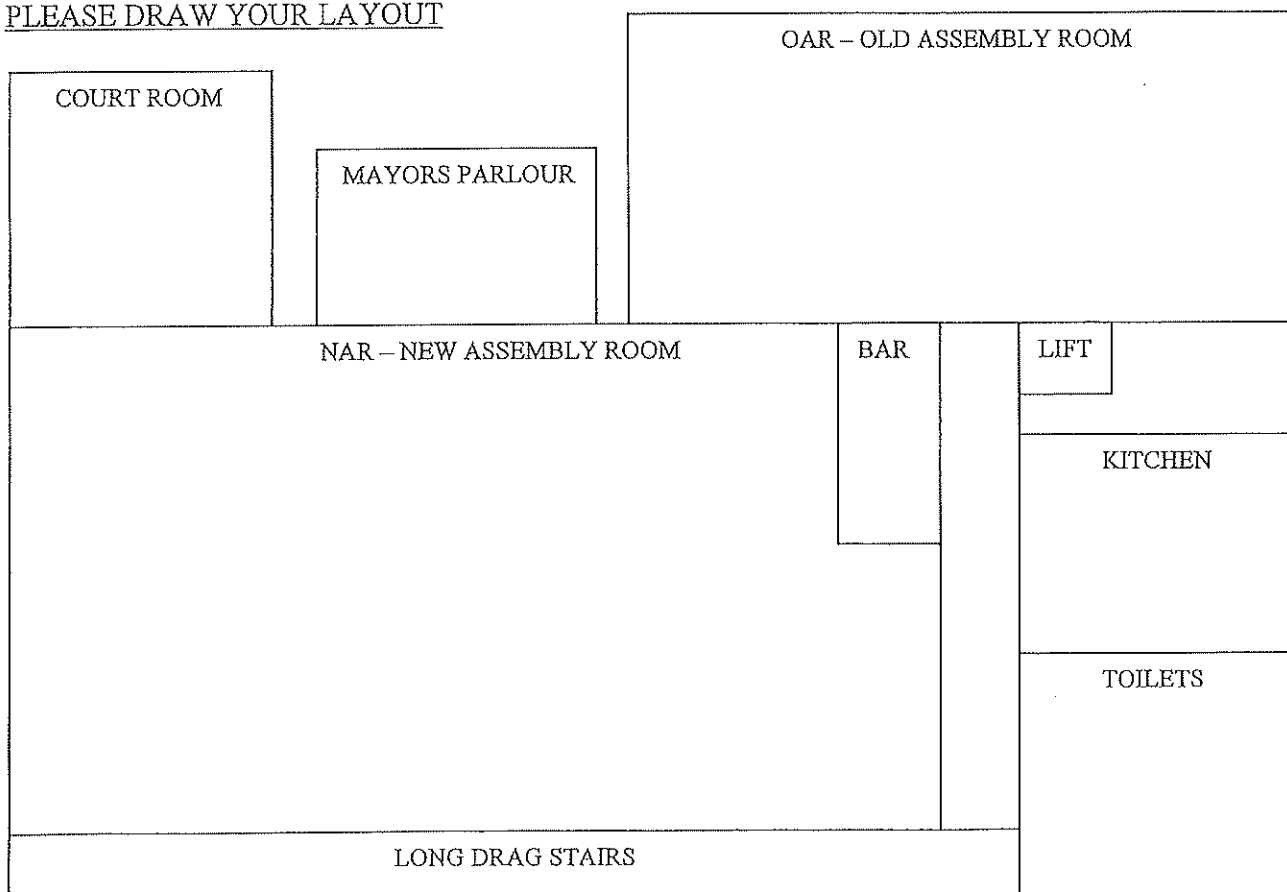 PLEASE DRAW YOUR LAYOUT
OAR – OLD ASSEMBLY ROOM
COURT ROOM
MAYORS PARLOUR
NAR – NEW ASSEMBLY ROOM
BAR
LIFT
KITCHEN
TOILETS
LONG DRAG STAIRS